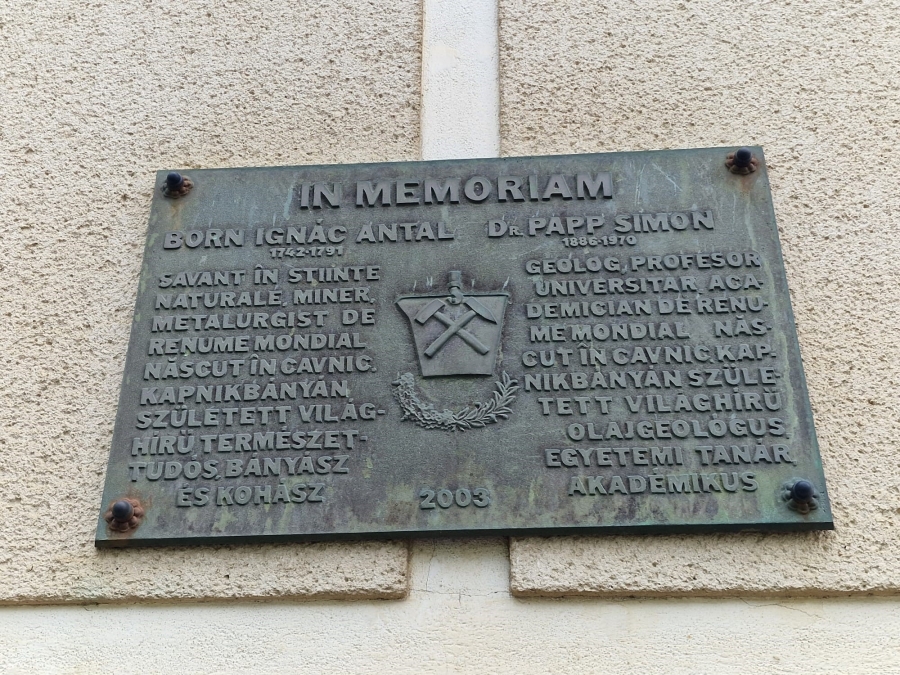 IN MEMORIAM
BORN IGNÁC ANTAL
1742-1791
SAVANT ÎN STIINTE
NATURALE, MINER,
METALURGIST DE
RENUME MONDIAL
NĂSCUT ÎN CAVNIC.
KAPNIKBÁNYÁN,
SZÜLETETT VILÁG-
HÍRŰ TERMÉSZET-
TUDÓS, BÁNYÁSZ
ÉS KOHÁSZ
DR. PAPP SIMON
1886-1970
GEOLOG, PROFESOR
UNIVERSITAR, ACA-
DEMICIAN DE RENU-
ME MONDIAL NĂS-
CUT ÎN CAVNIC. KAP-
NIKBÁNYÁN SZÜLE-
TETT VILÁGHÍRŰ
OLAJGEOLOGUS
EGYETEMI TANÁR,
AKADÉMIKUS
2003